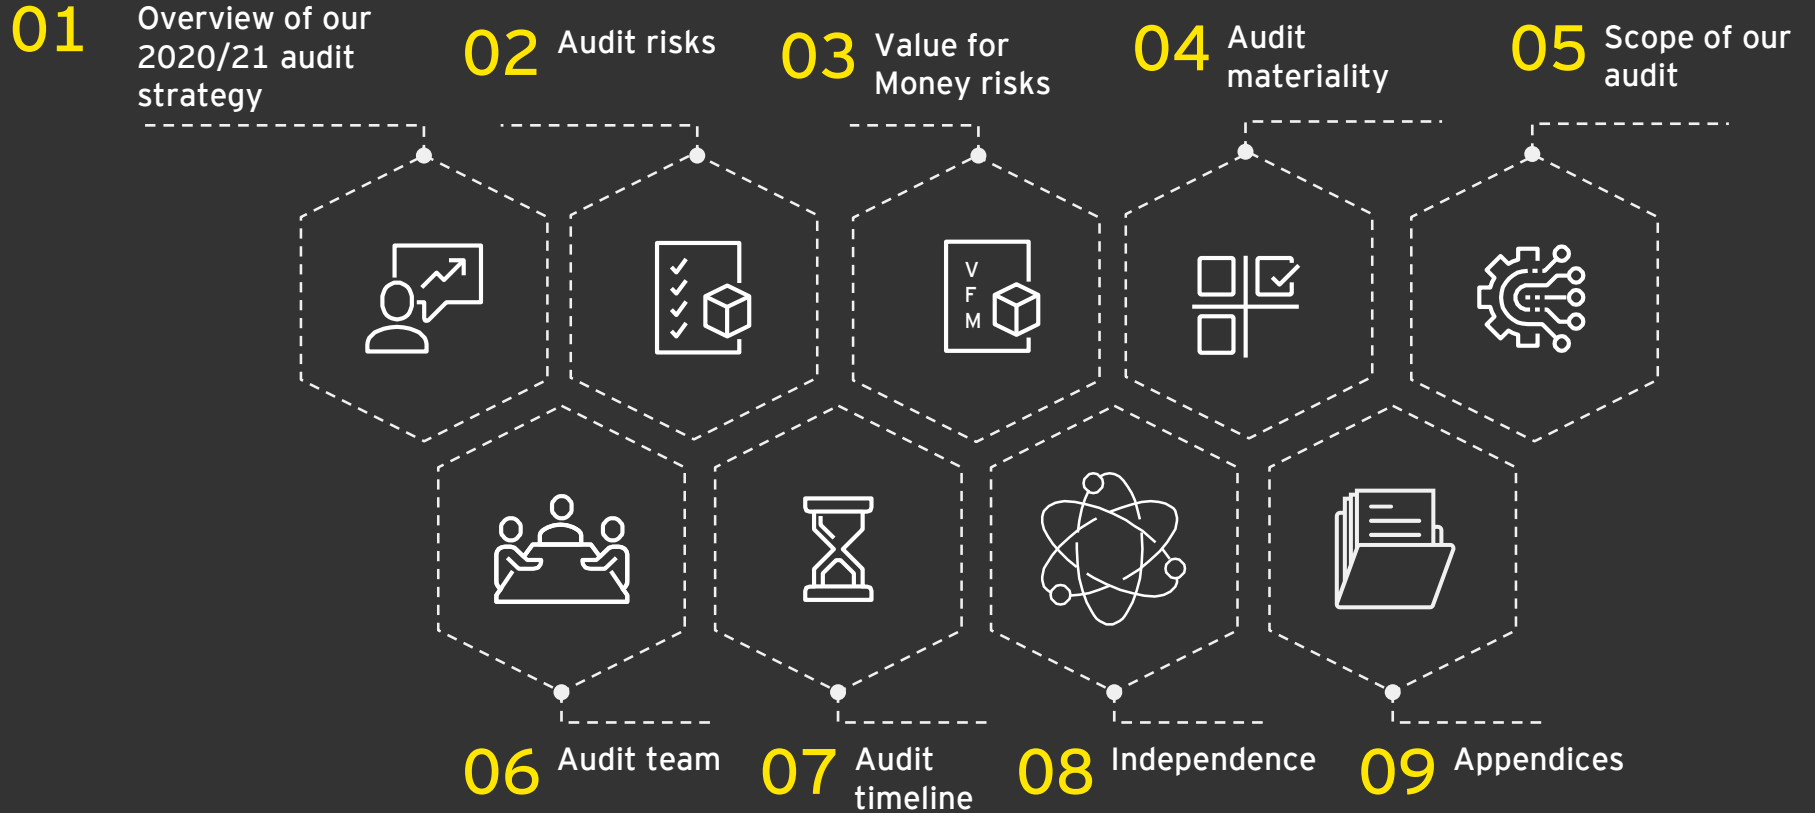 01
Overview of our
2020/21 audit
strategy
02
Audit risks
03
Value for
Money risks
04
Audit
materiality
05
Scope of our
audit
V
F
M
06
Audit team
07
Audit
timeline
08
Independence
09
Appendices